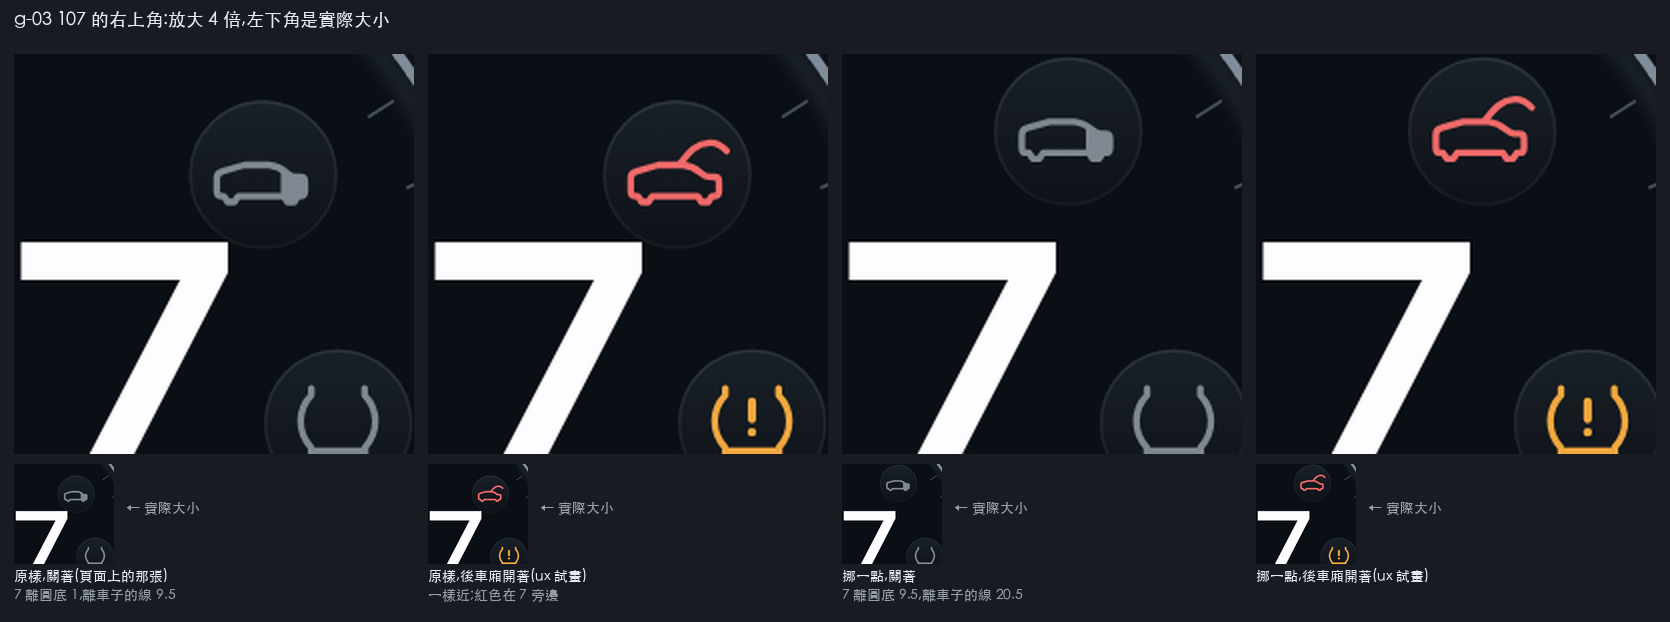 g-03 107 的右上角:放大 4 倍,左下角是實際大小
7
7
7
7
← 實際大小
← 實際大小
← 實際大小
← 實際大小
7
7
7
7
原樣,關著(頁面上的那張)
7 離圓底 1,離車子的線 9.5
原樣,後車廂開著(ux 試畫)
一樣近;紅色在 7 旁邊
挪一點,關著
7 離圓底 9.5,離車子的線 20.5
挪一點,後車廂開著(ux 試畫)